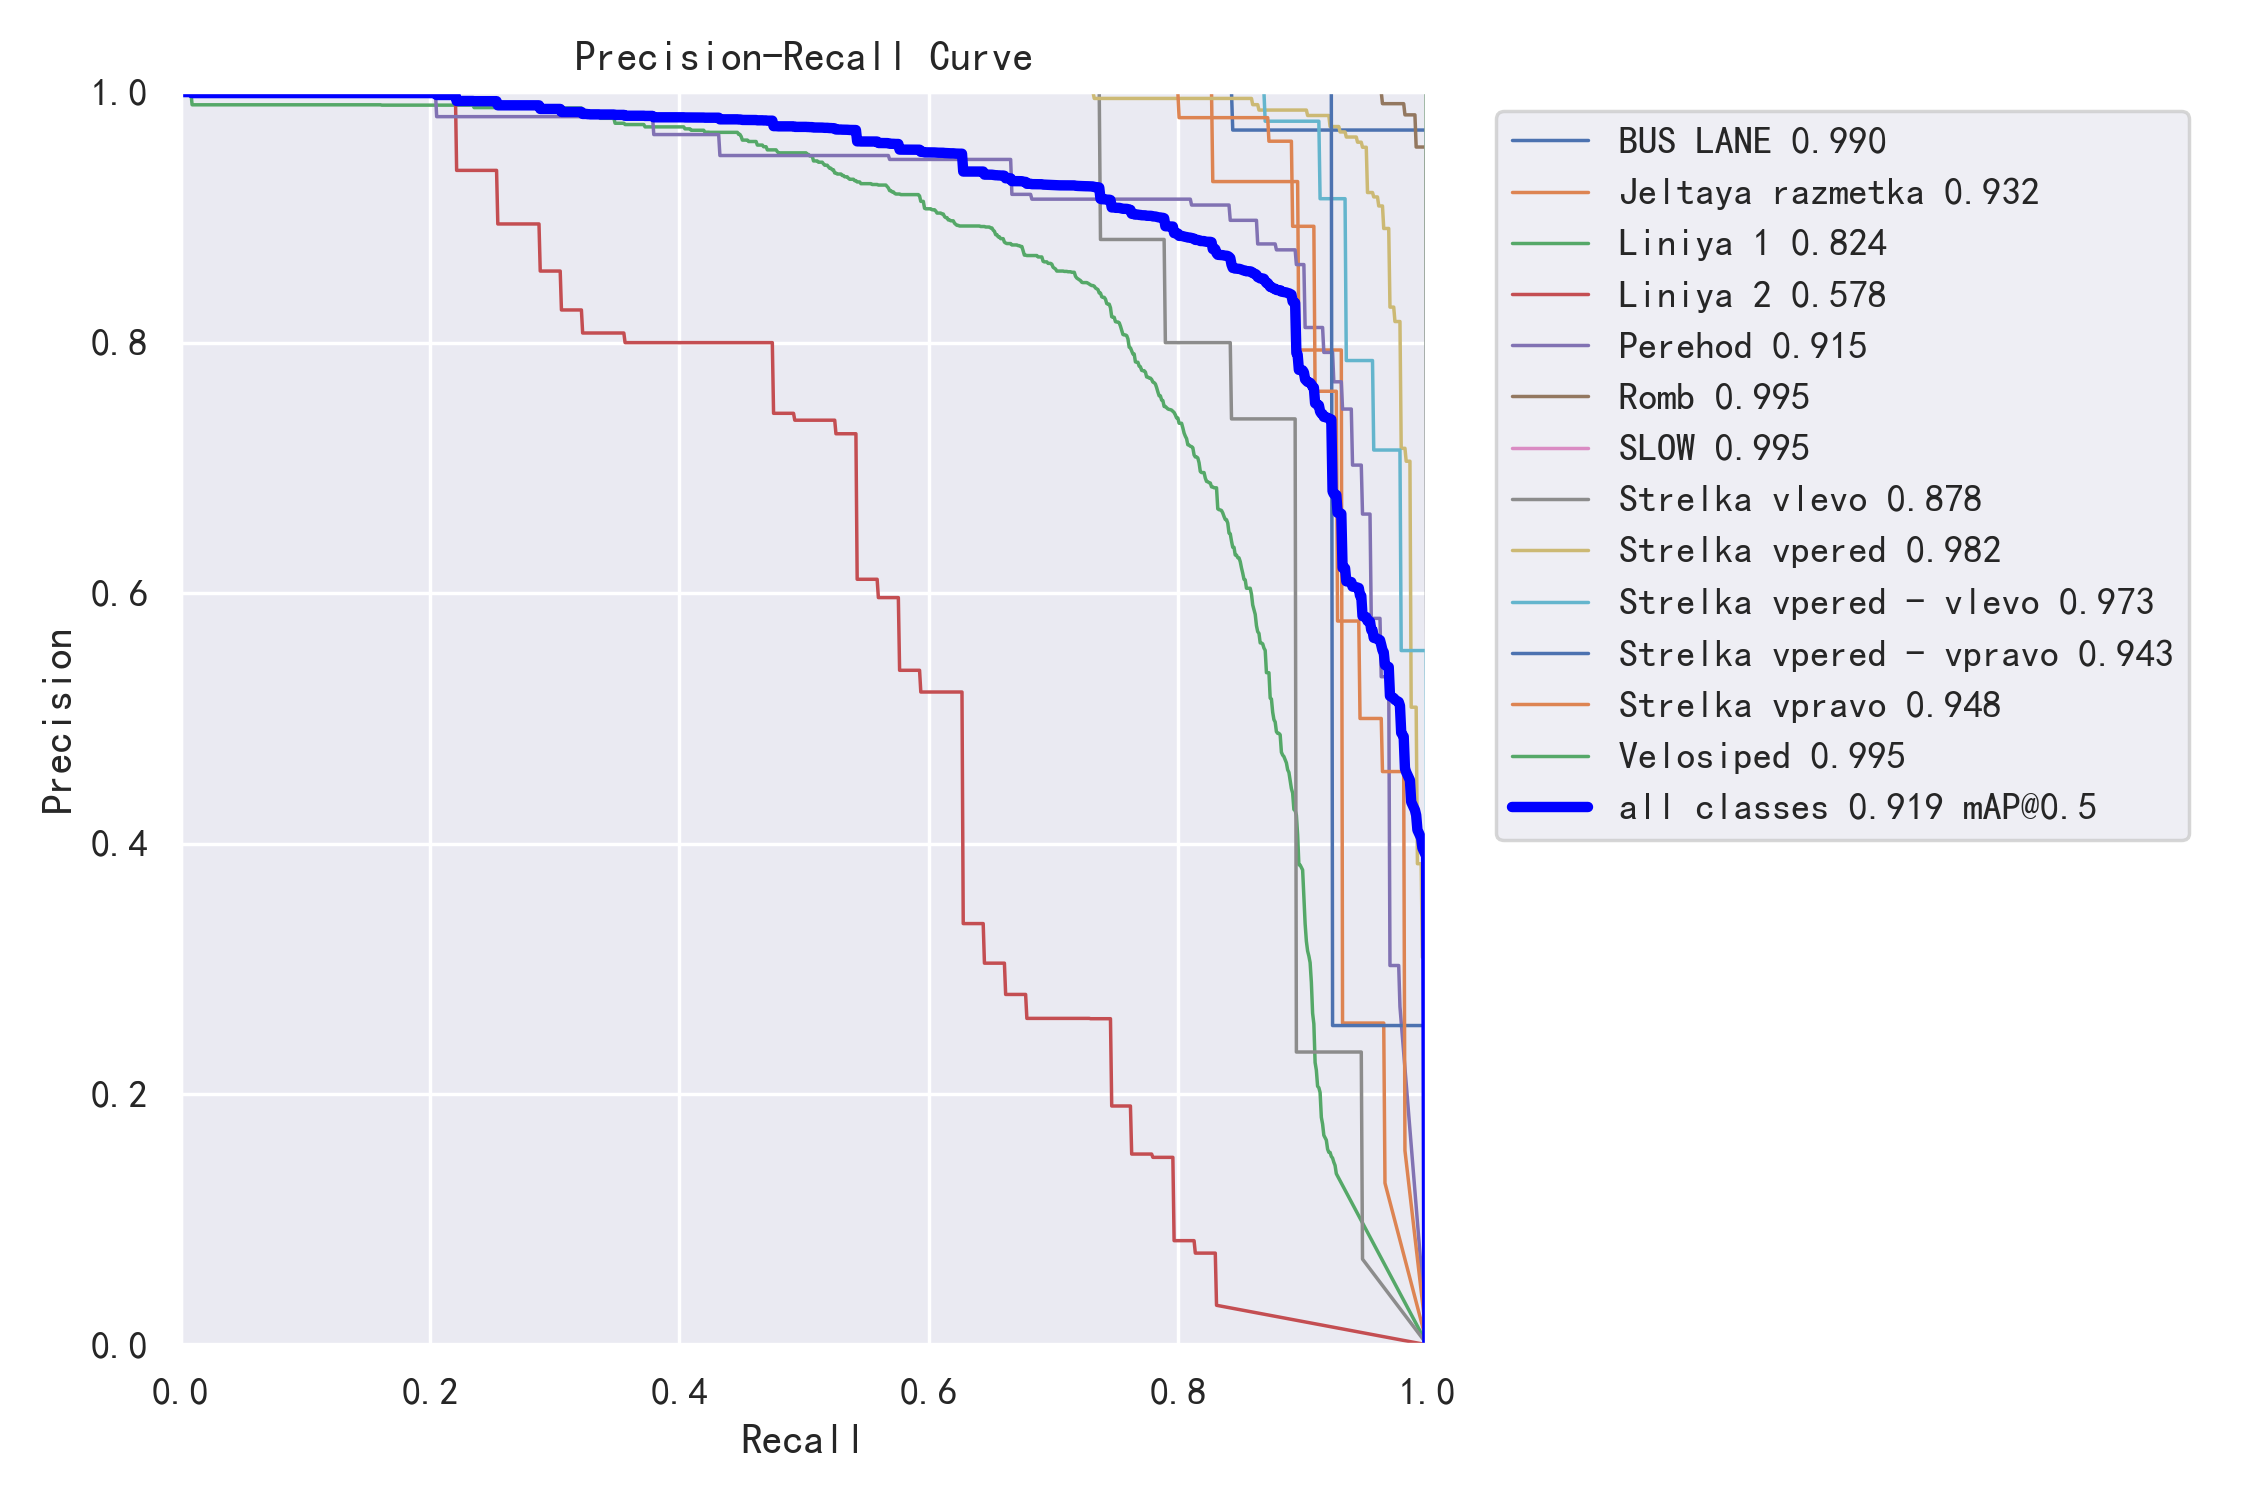 Precision-Recall Curve
1.0
0.8
0.6
0.4
0.2
0.0
Precision
0.0 0.2 0.4 0.6 0.8 1.0
Recall
BUS LANE 0.990
Jeltaya razmetka 0.932
Liniya 1 0.824
Liniya 2 0.578
Perehod 0.915
Romb 0.995
SLOW 0.995
Strelka vlevo 0.878
Strelka vpered 0.982
Strelka vpered - vlevo 0.973
Strelka vpered - vpravo 0.943
Strelka vpravo 0.948
Velosiped 0.995
all classes 0.919 mAP@0.5